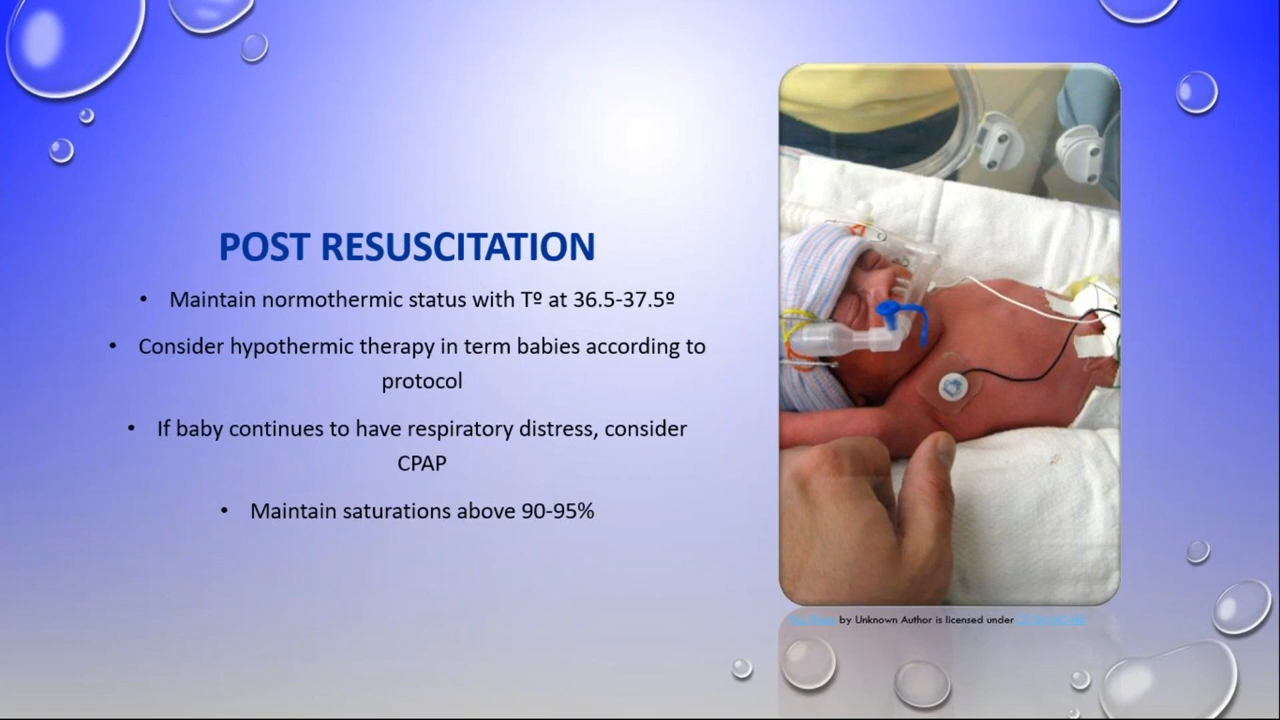 POST RESUSCITATION
• Maintain normothermic status with Tº at 36.5-37.5º
• Consider hypothermic therapy in term babies according to
protocol
• If baby continues to have respiratory distress, consider
CPAP
• Maintain saturations above 90-95%
by Unknown Author is licensed under